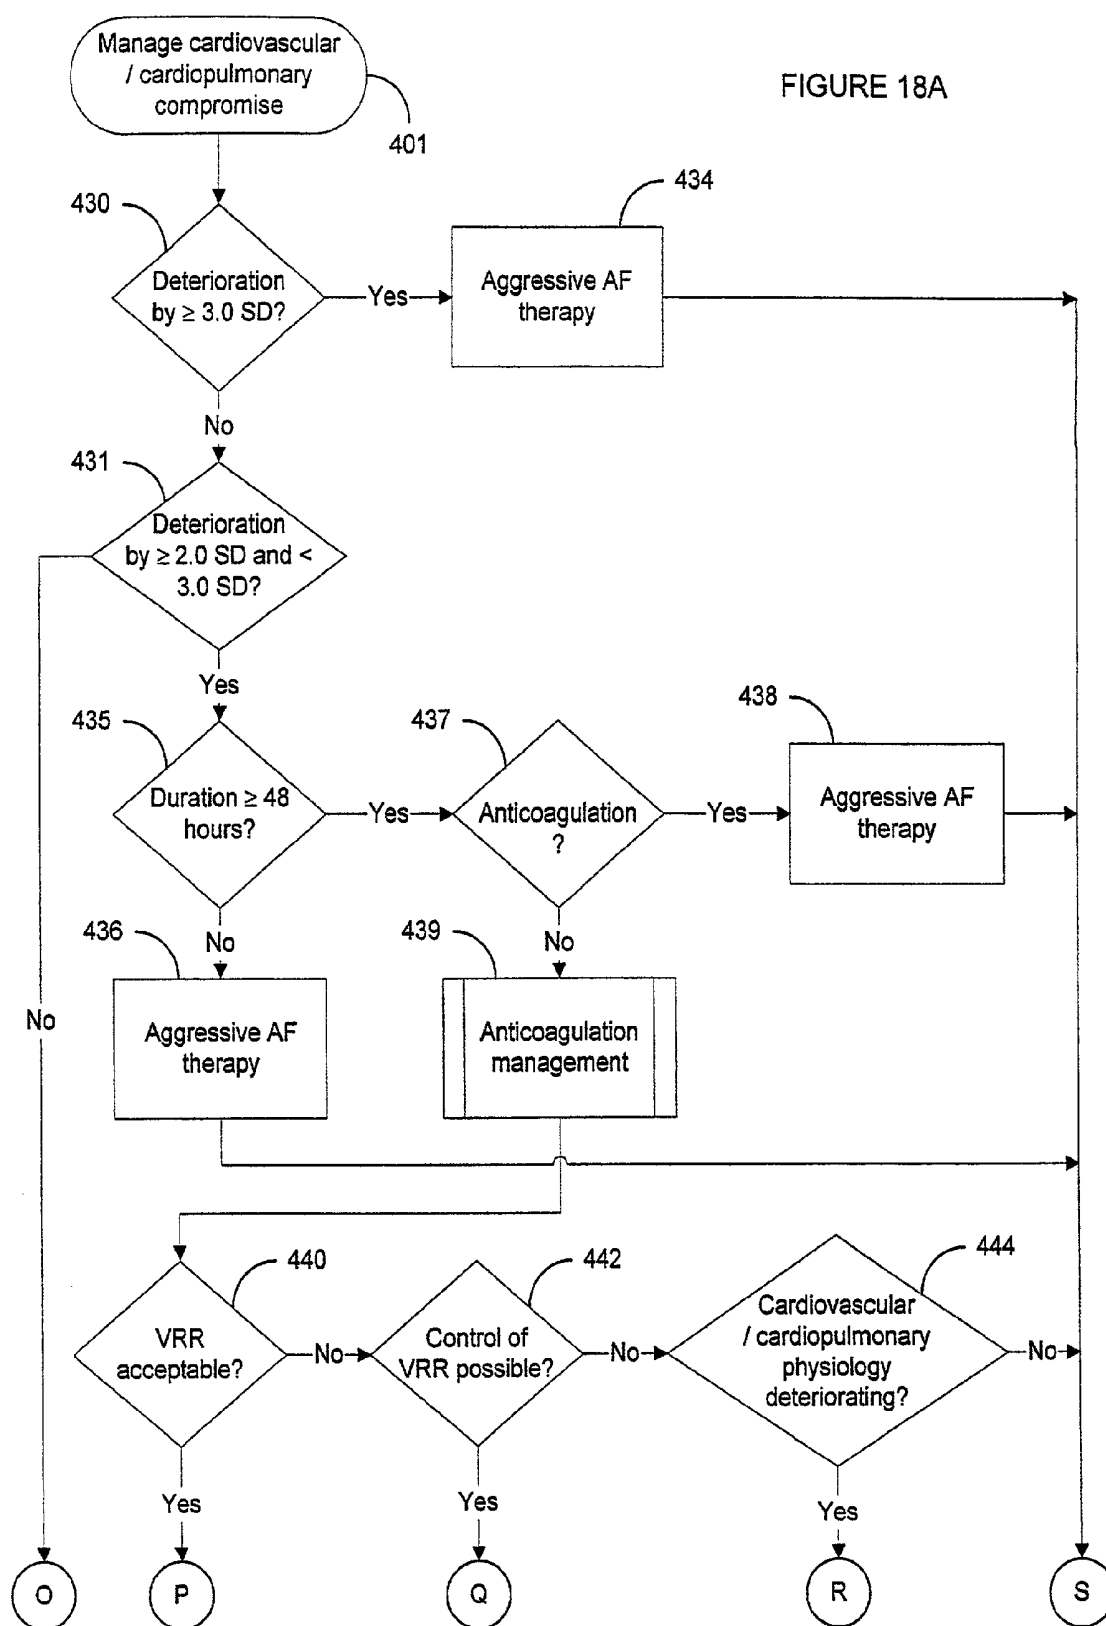 Manage cardiovascular
/ cardiopulmonary
compromise
401
FIGURE 18A
430
Deterioration
by ≥ 3.0 SD?
Yes
434
Aggressive AF
therapy
No
431
Deterioration
by ≥ 2.0 SD and <
3.0 SD?
Yes
435
Duration ≥ 48
hours?
Yes
437
Anticoagulation
?
Yes
438
Aggressive AF
therapy
No
436
Aggressive AF
therapy
No
439
Anticoagulation
management
No
440
VRR
acceptable?
No
442
Control of
VRR possible?
No
444
Cardiovascular
/ cardiopulmonary
physiology
deteriorating?
No
Yes
Yes
Yes
O
P
Q
R
S